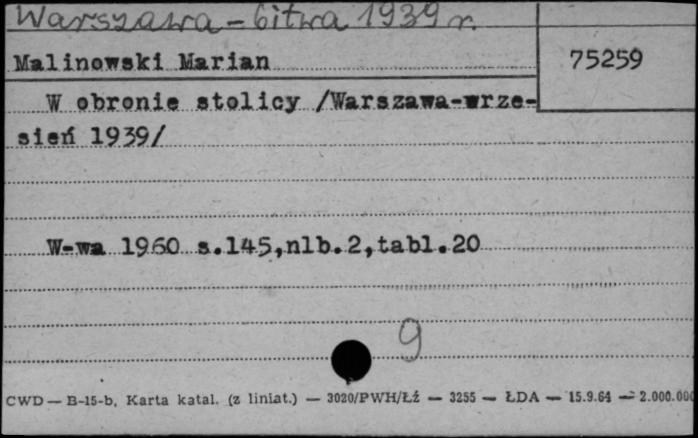 Warszawa - bitwa 1939 r.
Malinowski Marian
75259
W obronie stolicy /Warszawa-wrze-
sień 1939/
W-wa 1960 s.145,nlb.2,tabl.20
9
CWD — B-15-b, Karta katal. (z liniat.) — 3020/PWH/Łź — 3255 — ŁDA — 15.9.64 — 2.000.000